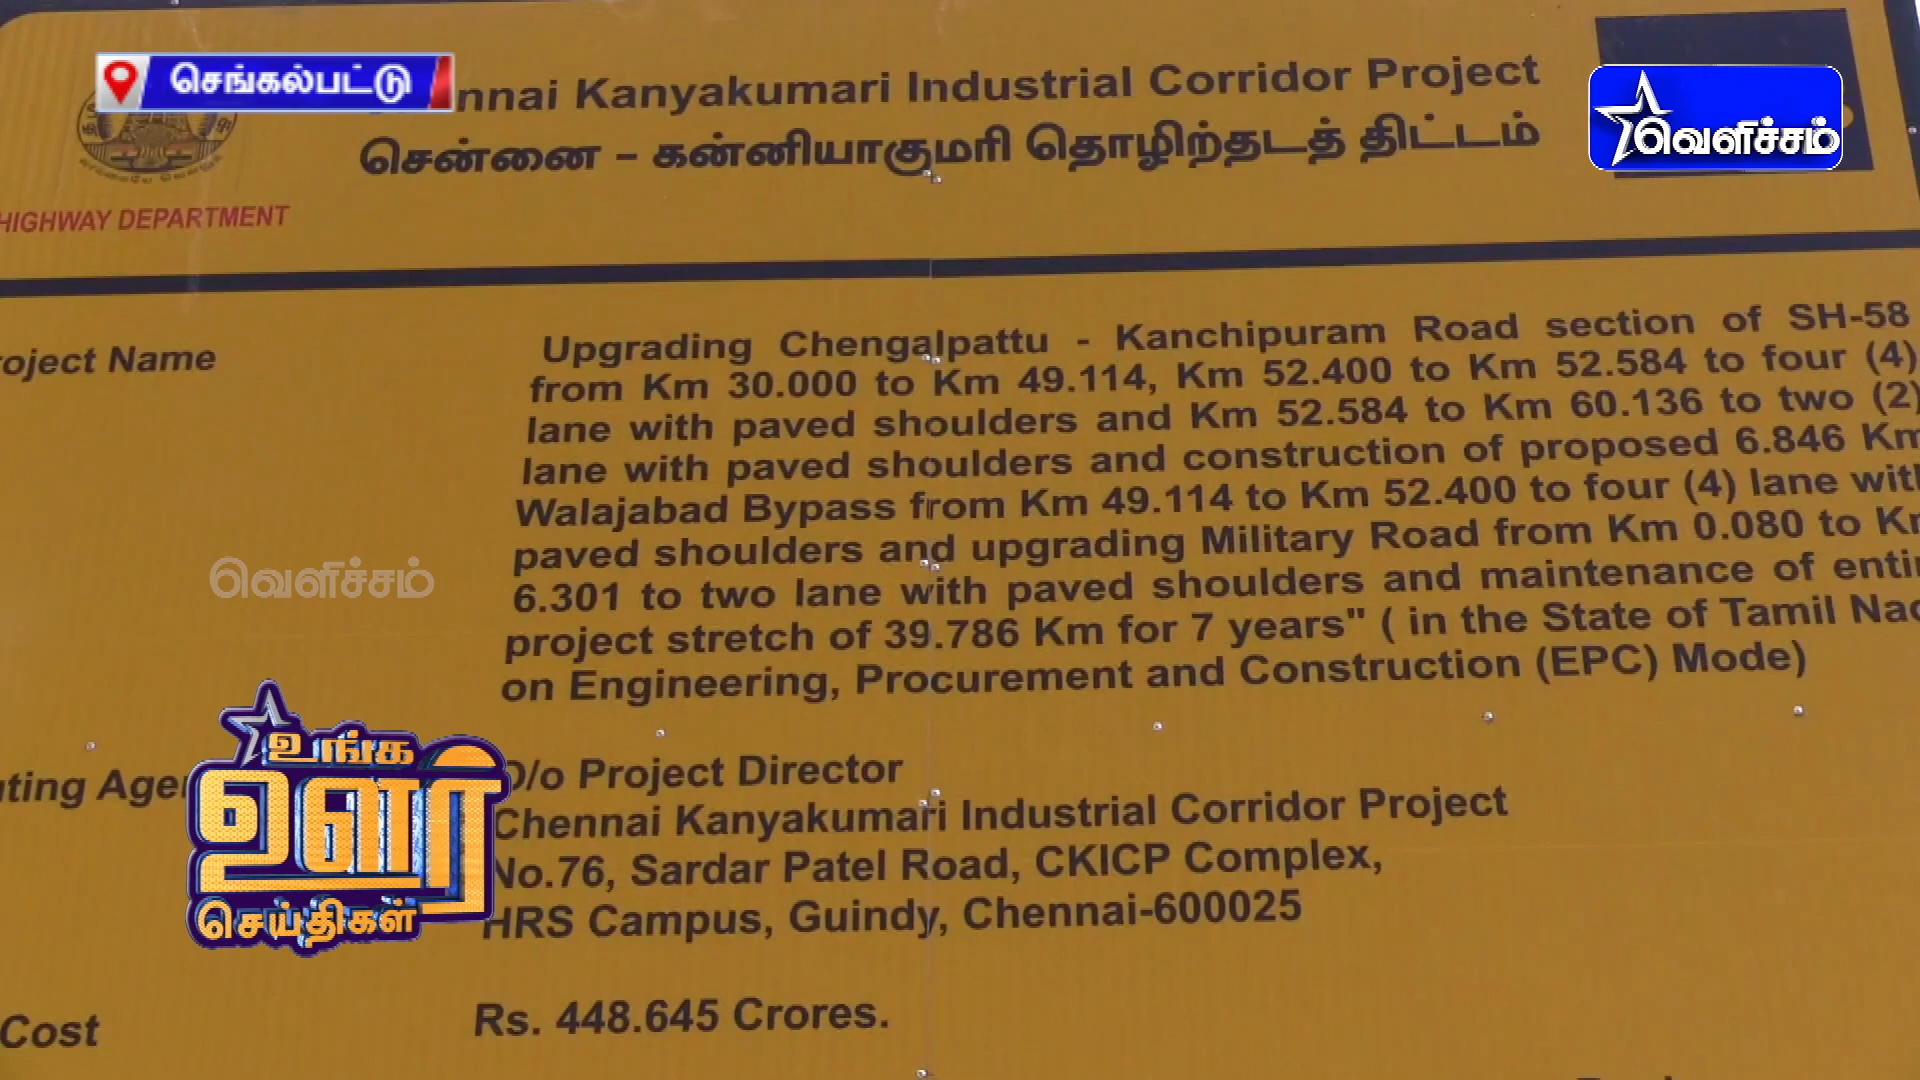 செங்கல்பட்டு
nnai Kanyakumari Industrial Corridor Project
சென்னை – கன்னியாகுமரி தொழிற்தடத் திட்டம்
வெளிச்சம்
HIGHWAY DEPARTMENT
oject Name
Upgrading Chengalpattu - Kanchipuram Road section of SH-58
from Km 30.000 to Km 49.114, Km 52.400 to Km 52.584 to four (4)
lane with paved shoulders and Km 52.584 to Km 60.136 to two (2)
lane with paved shoulders and construction of proposed 6.846 Km
Walajabad Bypass from Km 49.114 to Km 52.400 to four (4) lane with
paved shoulders and upgrading Military Road from Km 0.080 to
6.301 to two lane with paved shoulders and maintenance of
project stretch of 39.786 Km for 7 years" ( in the State of Tamil
on Engineering, Procurement and Construction (EPC) Mode)
வெளிச்சம்
உங்க
ஊர்
செய்திகள்
O/o Project Director
Chennai Kanyakumari Industrial Corridor Project
No.76, Sardar Patel Road, CKICP Complex,
HRS Campus, Guindy, Chennai-600025
Cost
Rs. 448.645 Crores.